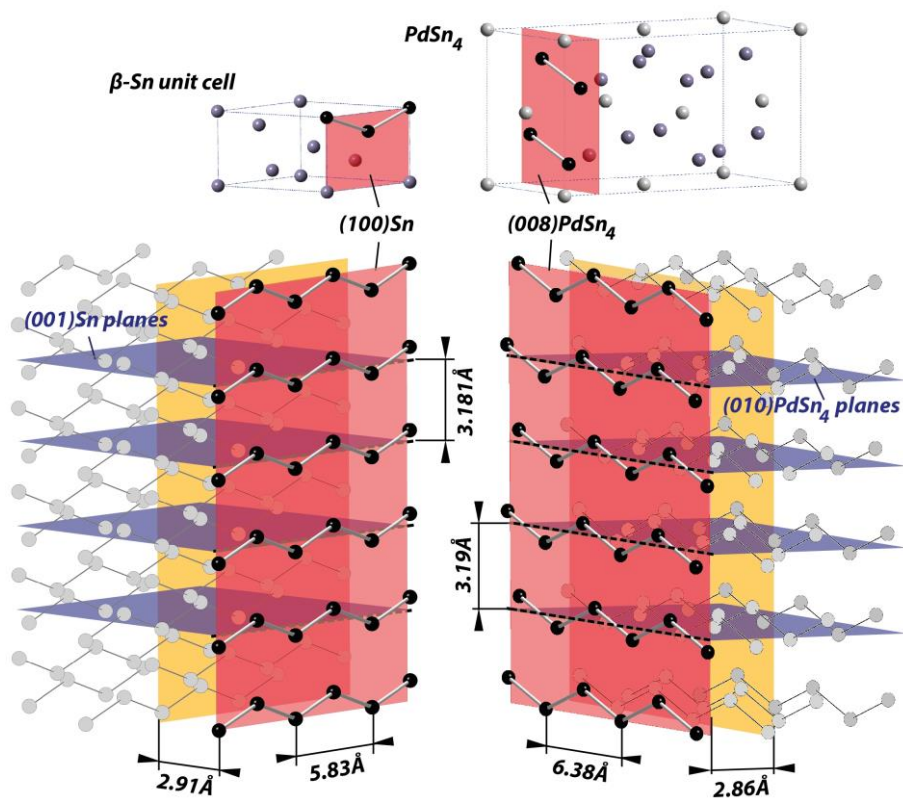 PdSn4
β-Sn unit cell
(100)Sn
(008)PdSn4
(001)Sn planes
(010)PdSn4 planes
3.181Å
3.19Å
2.91Å
5.83Å
6.38Å
2.86Å